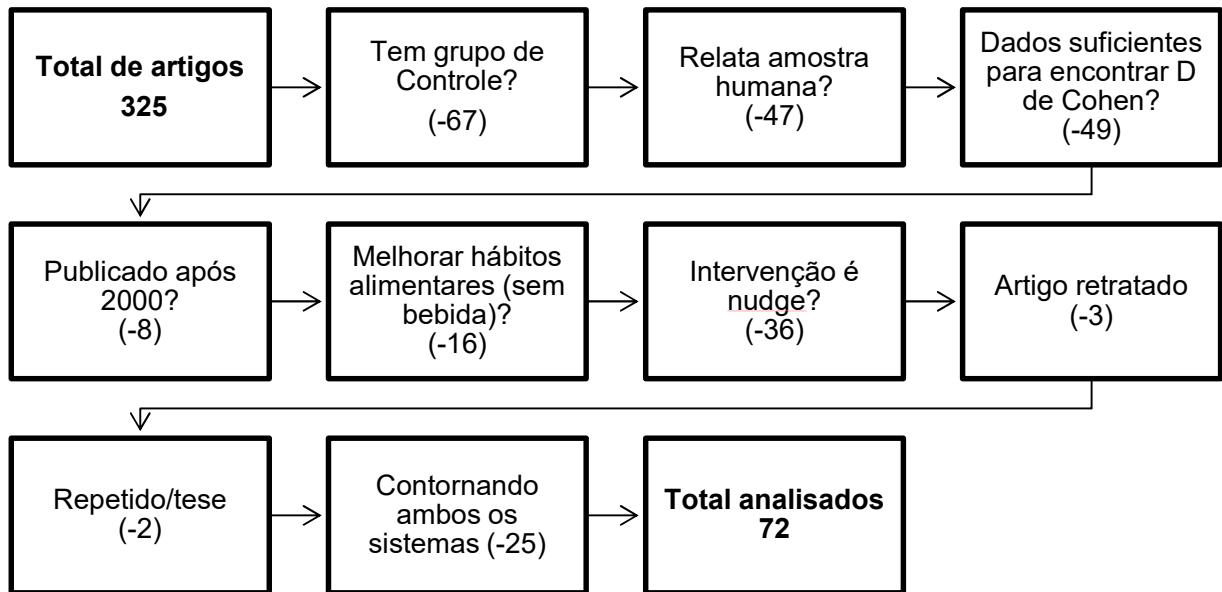 Total de artigos
325
Tem grupo de
Controle?
(-67)
Relata amostra
humana?
(-47)
Dados suficientes
para encontrar D
de Cohen?
(-49)
Publicado após
2000?
(-8)
Melhorar hábitos
alimentares (sem
bebida)?
(-16)
Intervenção é
nudge?
(-36)
Artigo retratado
(-3)
Repetido/tese
(-2)
Contornando
ambos os
sistemas (-25)
Total analisados
72